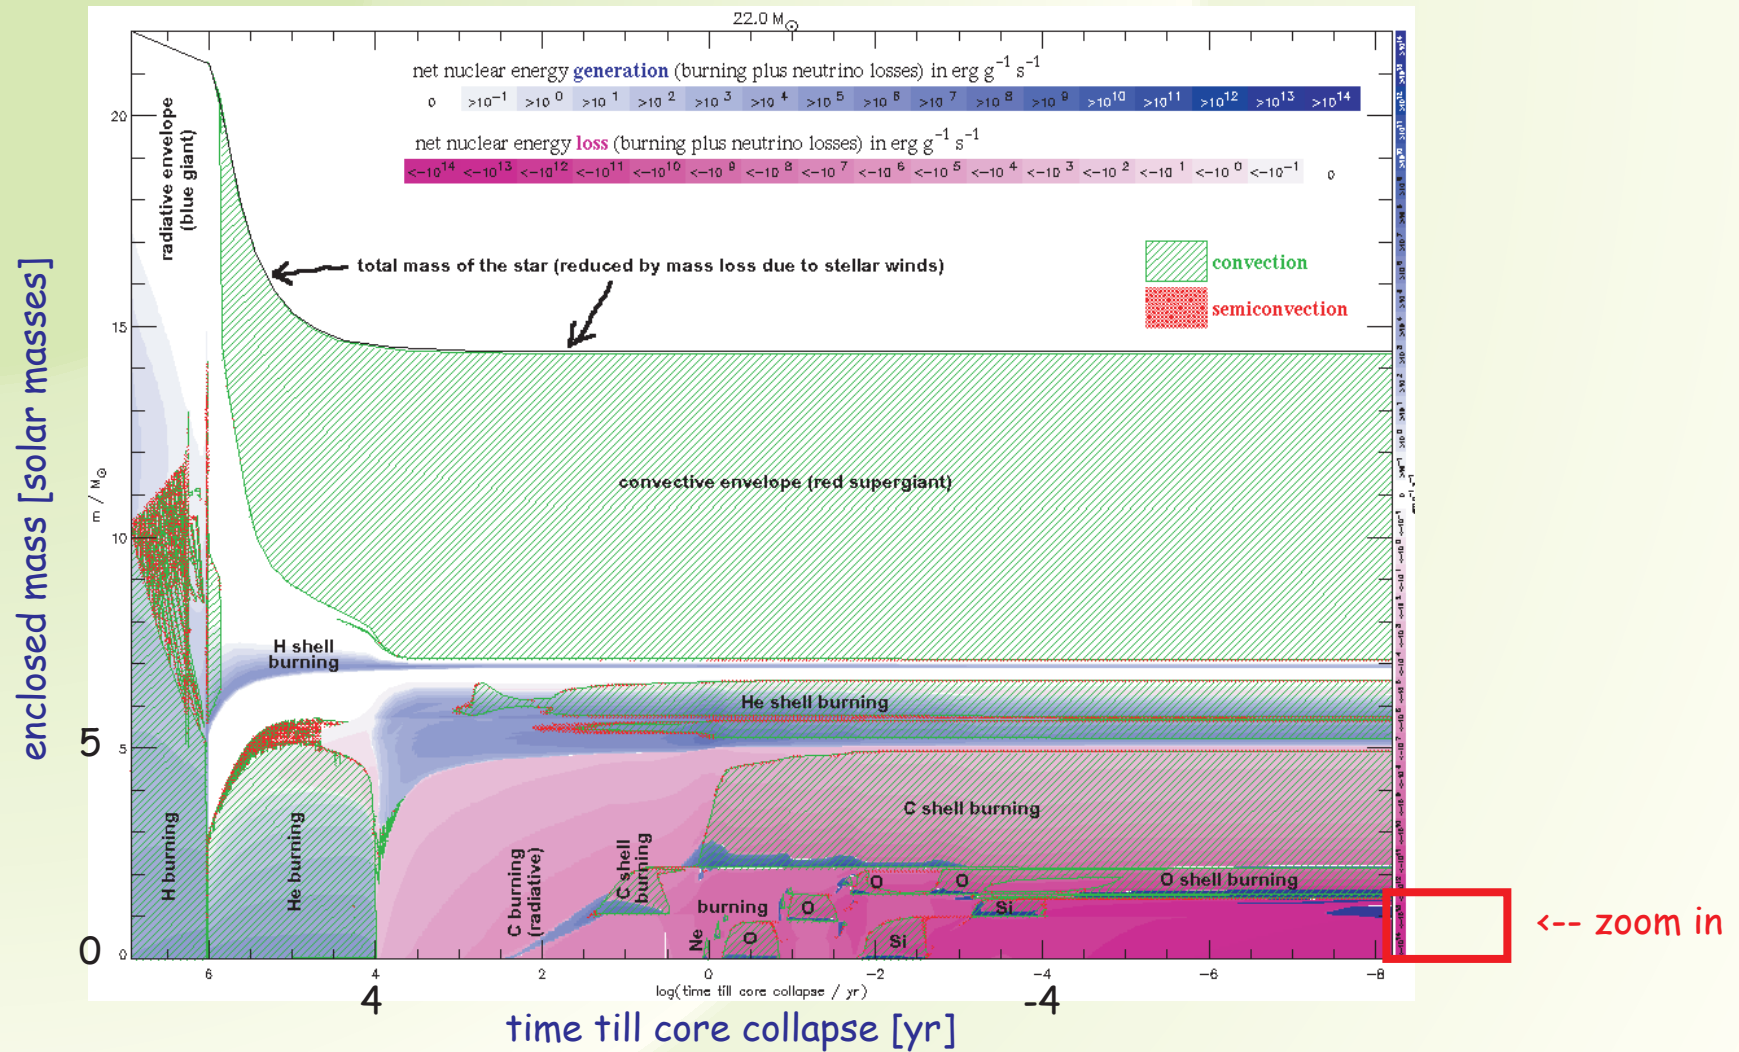 22.0 M⊙
net nuclear energy generation (burning plus neutrino losses) in erg g⁻¹ s⁻¹
0 >10⁻¹ >10⁰ >10¹ >10² >10³ >10⁴ >10⁵ >10⁶ >10⁷ >10⁸ >10⁹ >10¹⁰ >10¹¹ >10¹² >10¹³ >10¹⁴
net nuclear energy loss (burning plus neutrino losses) in erg g⁻¹ s⁻¹
<-10¹⁴ <-10¹³ <-10¹² <-10¹¹ <-10¹⁰ <-10⁹ <-10⁸ <-10⁷ <-10⁶ <-10⁵ <-10⁴ <-10³ <-10² <-10¹ <-10⁰ <-10⁻¹ 0
radiative envelope
(blue giant)
total mass of the star (reduced by mass loss due to stellar winds)
convection
semiconvection
convective envelope (red supergiant)
enclosed mass [solar masses]
m / M⊙
20
15
10
5
5
0
0
H shell
burning
He shell burning
C shell burning
H burning
He burning
C burning
(radiative)
C shell
burning
burning
Ne
O
O
O
O
O shell burning
Si
Si
<-- zoom in
6 4 2 0 -2 -4 -6 -8
log(time till core collapse / yr)
4
-4
time till core collapse [yr]